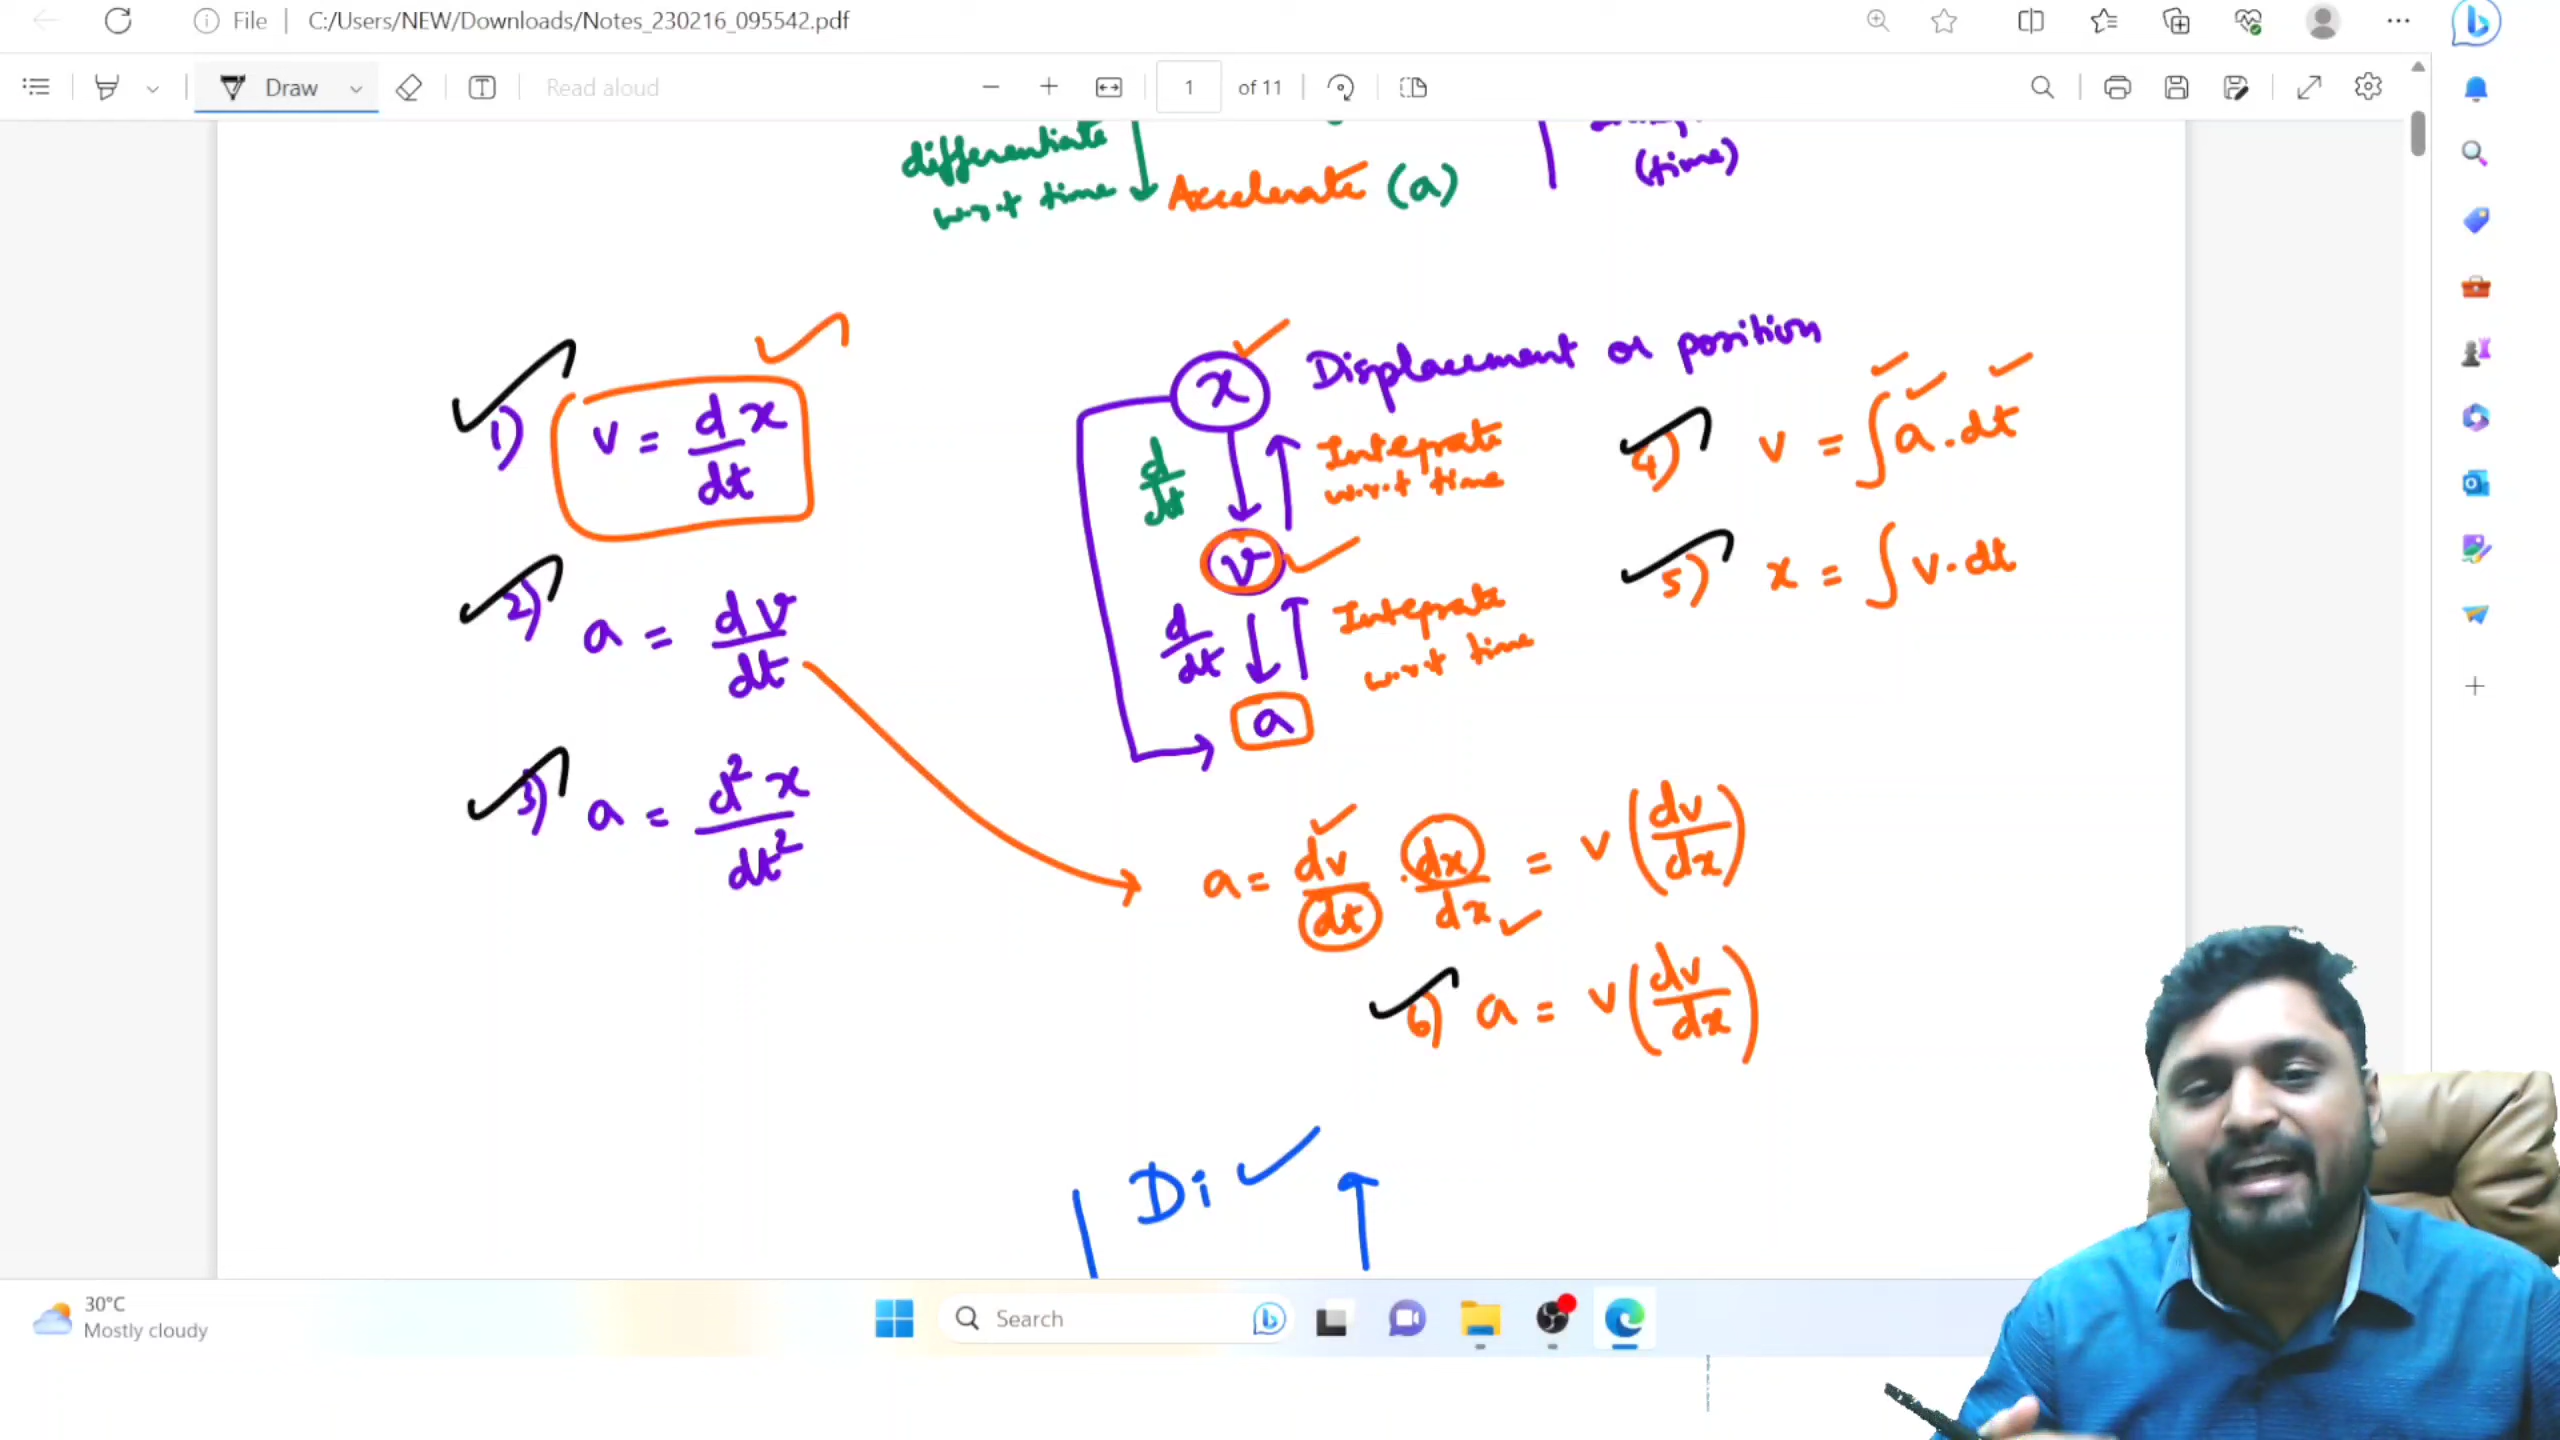 File
C:/Users/NEW/Downloads/Notes_230216_095542.pdf
Draw
Read aloud
1 of 11
differentiate
w.r.t time
Accelerate (a)
(time)
1) v = dx/dt
2) a = dv/dt
3) a = d²x/dt²
x Displacement or position
d/dt
Integrate
w.r.t time
v
d/dt
Integrate
w.r.t time
a
4) v = ∫a.dt
5) x = ∫v.dt
a = dv/dt . dx/dx = v(dv/dx)
6) a = v(dv/dx)
Di
30°C
Mostly cloudy
Search